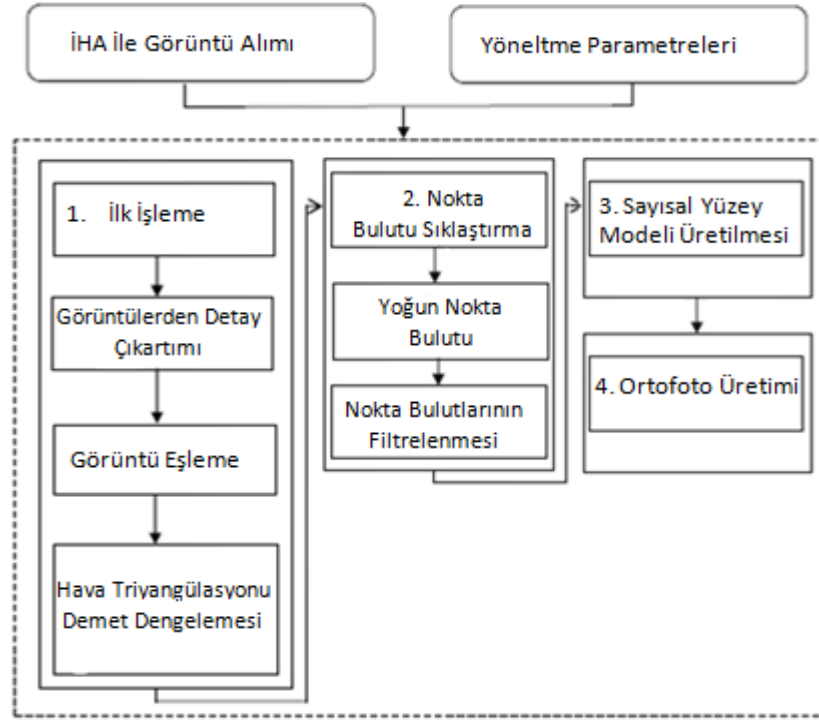 İHA İle Görüntü Alımı
Yöneltme Parametreleri
1. İlk İşleme
Görüntülerden Detay
Çıkartımı
Görüntü Eşleme
Hava Triyangülasyonu
Demet Dengelemesi
2. Nokta
Bulutu Sıklaştırma
Yoğun Nokta
Bulutu
Nokta Bulutlarının
Filtrelenmesi
3. Sayısal Yüzey
Modeli Üretilmesi
4. Ortofoto Üretimi